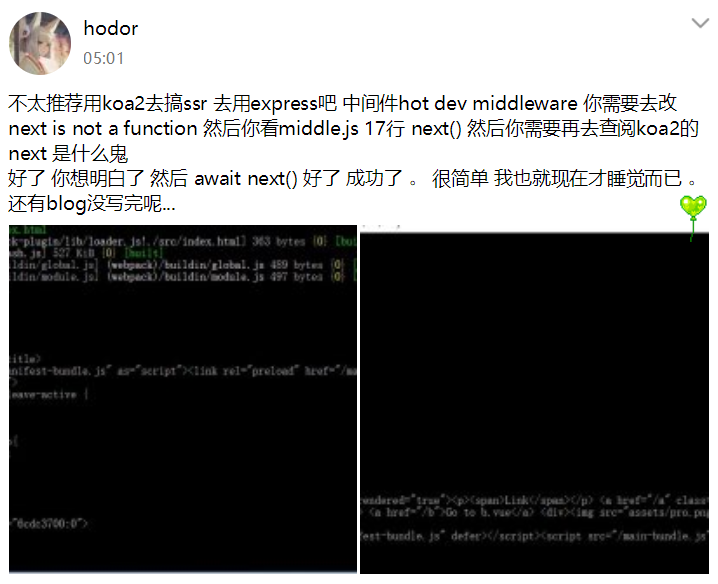 hodor
05:01
不太推荐用koa2去搞ssr 去用express吧 中间件hot dev middleware 你需要去改
next is not a function 然后你看middle.js 17行 next() 然后你需要再去查阅koa2的
next 是什么鬼
好了 你想明白了 然后 await next() 好了 成功了 。 很简单 我也就现在才睡觉而已 。
还有blog没写完呢...
ck-plugin/lib/loader.js!./src/index.html] 363 bytes {0} [bu
ash.js] 527 KiB {0} [built]
ildin/global.js] (webpack)/buildin/global.js 489 bytes {0}
ildin/module.js] (webpack)/buildin/module.js 497 bytes {0}
title>
anifest-bundle.js" as="script"><link rel="preload" href="/ma
eave-active |
="6cdc3700:0">
endered="true"><p><span>Link</span></p> <a href="/a" class
<a href="/b">Go to b.vue</a> <div><img src="assets/pro.png
fest-bundle.js" defer></script><script src="/main-bundle.js"